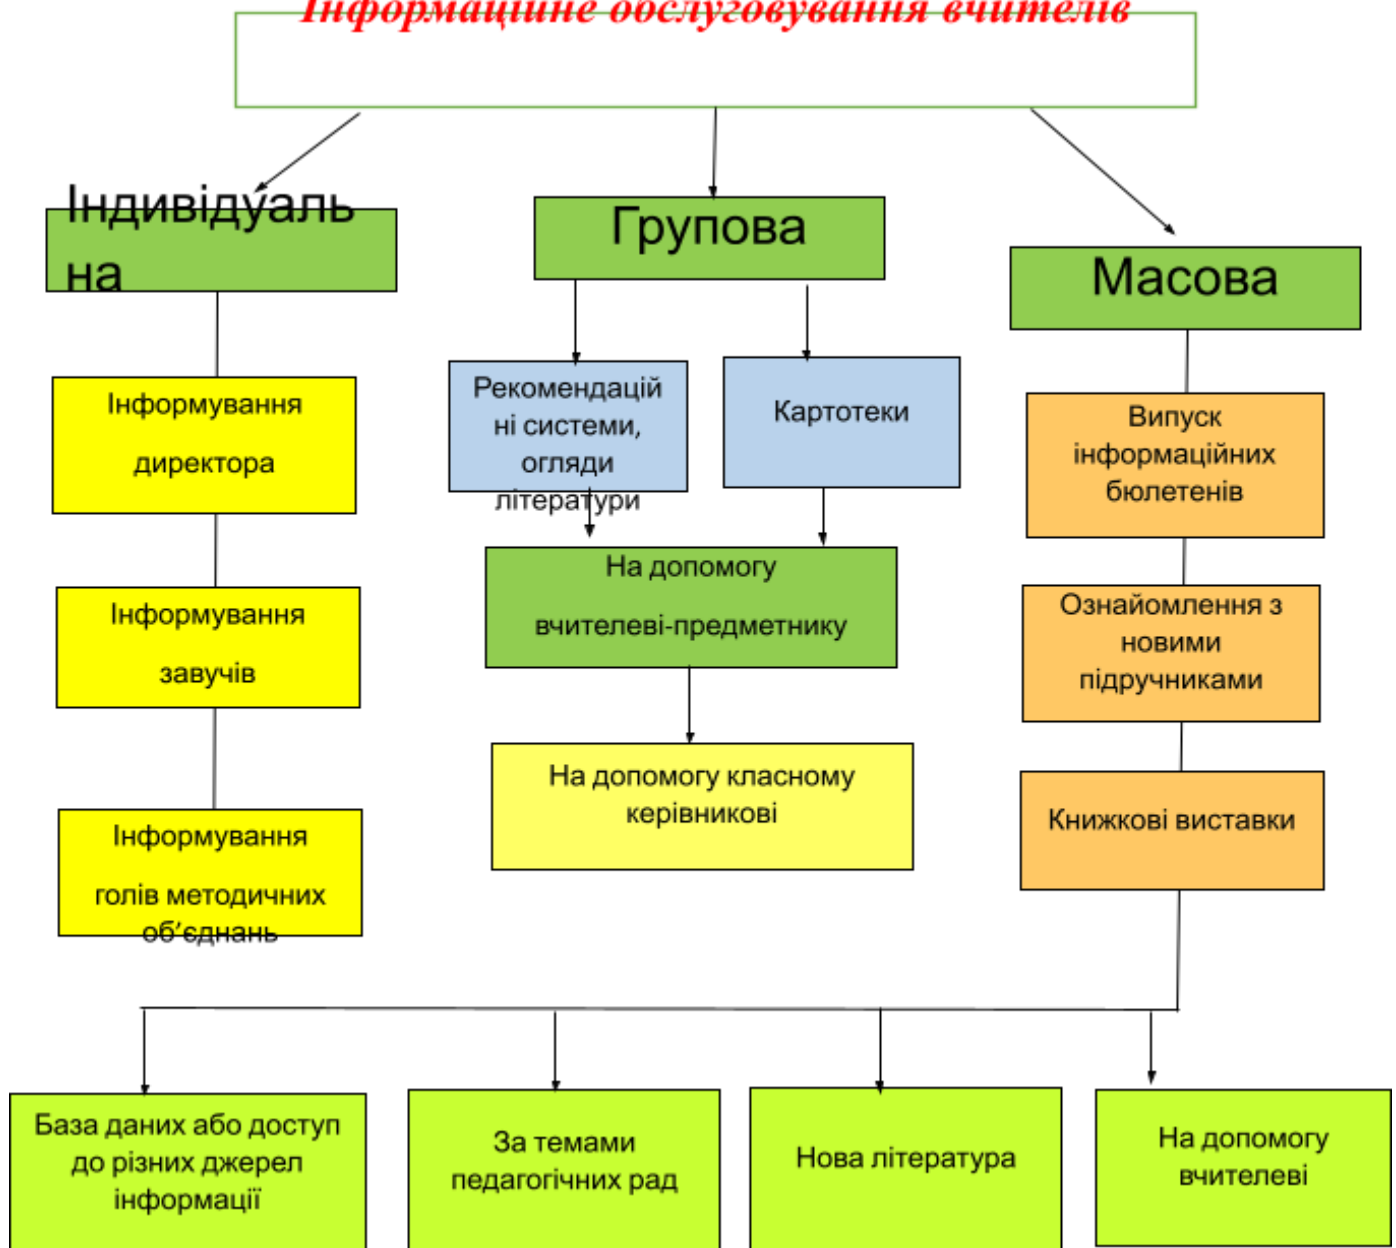 Інформаційне обслуговування вчителів
Індивідуаль
на
Групова
Масова
Інформування
директора
Рекомендацій
ні системи,
огляди
літератури
Картотеки
Випуск
інформаційних
бюлетенів
Інформування
завучів
На допомогу
вчителеві-предметнику
Ознайомлення з
новими
підручниками
Інформування
голів методичних
об’єднань
На допомогу класному
керівникові
Книжкові виставки
База даних або доступ
до різних джерел
інформації
За темами
педагогічних рад
Нова література
На допомогу
вчителеві